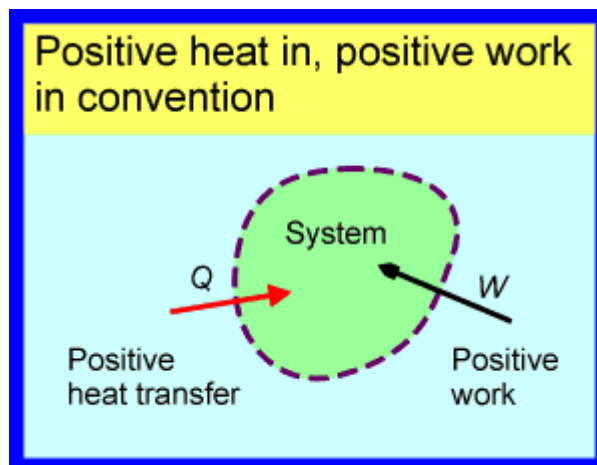 Positive heat in, positive work
in convention
System
Q
W
Positive
heat transfer
Positive
work